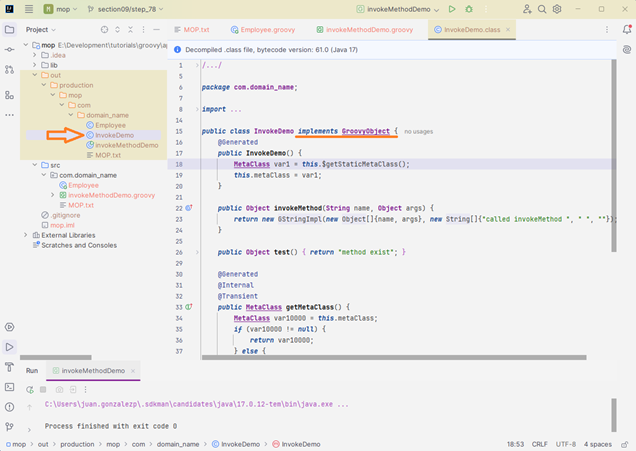 mop section09/step_78 invokeMethodDemo
Project
MOP.txt Employee.groovy invokeMethodDemo.groovy InvokeDemo.class
Decompiled .class file, bytecode version: 61.0 (Java 17)
mop E:\Development\tutorials\groovy\a
.idea
lib
out
production
mop
com
domain_name
Employee
InvokeDemo
invokeMethodDemo
MOP.txt
src
com.domain_name
Employee
invokeMethodDemo.groovy
MOP.txt
.gitignore
mop.iml
External Libraries
Scratches and Consoles
1 /.../
6 package com.domain_name;
7
8 import ...
14
15 public class InvokeDemo implements GroovyObject { no usages
16 @Generated
17 public InvokeDemo() {
18 MetaClass var1 = this.$getStaticMetaClass();
19 this.metaClass = var1;
20 }
21
22 public Object invokeMethod(String name, Object args) {
23 return new GStringImpl(new Object[]{name, args}, new String[]{"called invokeMethod ", " ", ""});
24 }
25
26 public Object test() { return "method exist"; }
29
30 @Generated
31 @Internal
32 @Transient
33 public MetaClass getMetaClass() {
34 MetaClass var10000 = this.metaClass;
35 if (var10000 != null) {
36 return var10000;
37 } else {
Run invokeMethodDemo
C:\Users\juan.gonzalezp\.sdkman\candidates\java\17.0.12-tem\bin\java.exe ...
Process finished with exit code 0
mop out production mop com domain_name InvokeDemo InvokeDemo 18:53 CRLF UTF-8 4 spaces